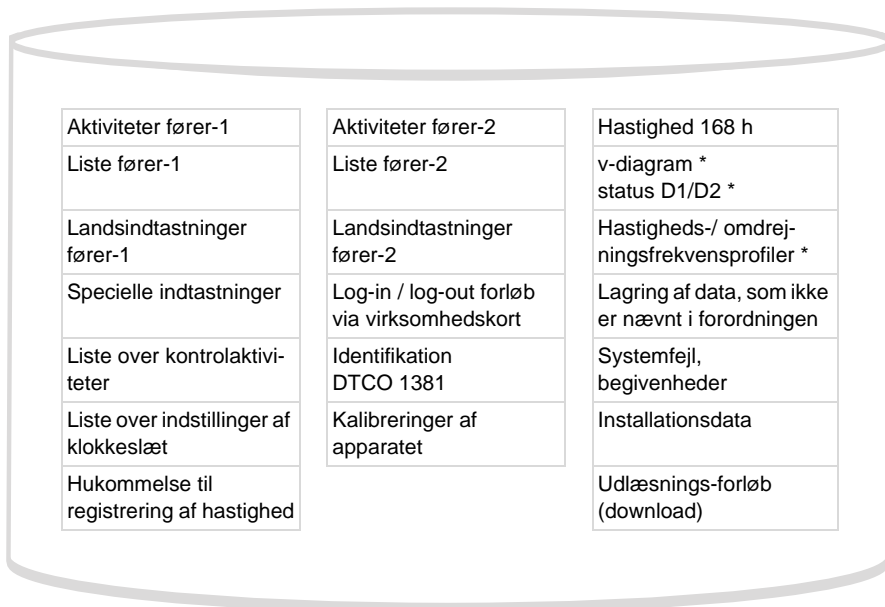 Aktiviteter fører-1
Liste fører-1
Landsindtastninger
fører-1
Specielle indtastninger
Liste over kontrolaktivi-
teter
Liste over indstillinger af
klokkeslæt
Hukommelse til
registrering af hastighed
Aktiviteter fører-2
Liste fører-2
Landsindtastninger
fører-2
Log-in / log-out forløb
via virksomhedskort
Identifikation
DTCO 1381
Kalibreringer af
apparatet
Hastighed 168 h
v-diagram *
status D1/D2 *
Hastigheds-/ omdrej-
ningsfrekvensprofiler *
Lagring af data, som ikke
er nævnt i forordningen
Systemfejl,
begivenheder
Installationsdata
Udlæsnings-forløb
(download)